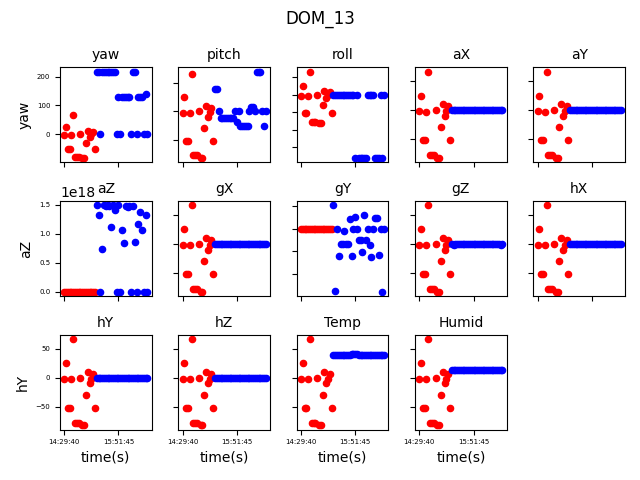 DOM_13
yaw pitch roll aX aY
200
100
0
yaw
aZ gX gY gZ hX
1e18
1.5
1.0
0.5
0.0
aZ
hY hZ Temp Humid
50
0
−50
hY
14:29:40 15:51:45 14:29:40 15:51:45 14:29:40 15:51:45 14:29:40 15:51:45
time(s) time(s) time(s) time(s)